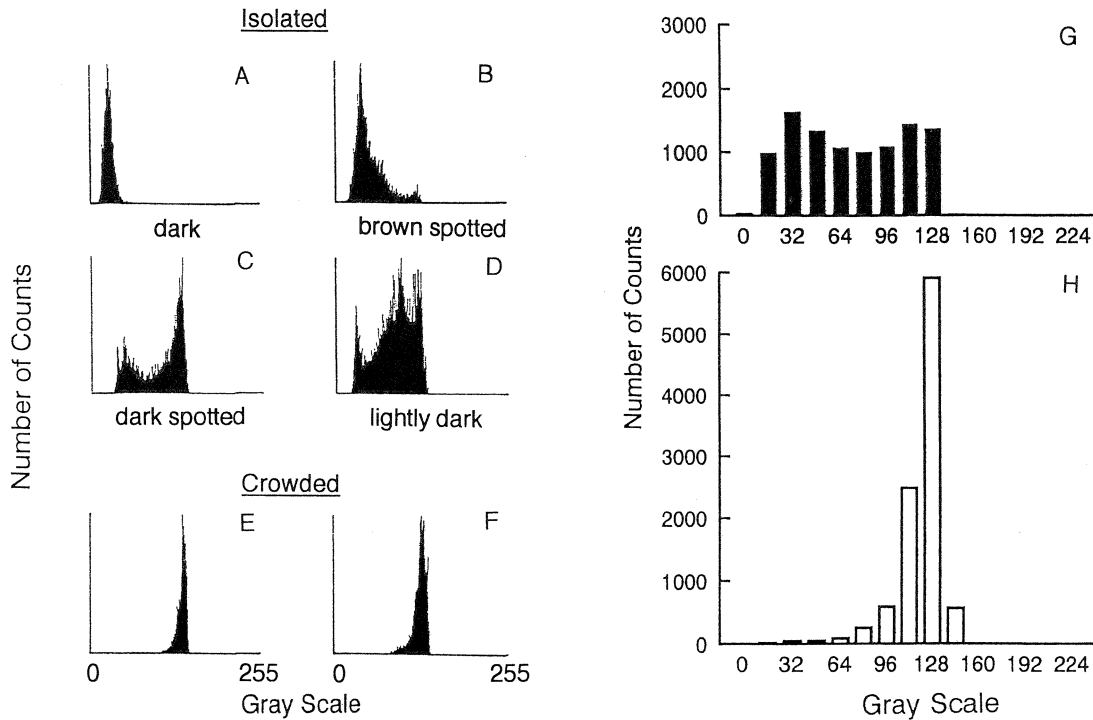 Isolated
A
B
dark
brown spotted
C
D
dark spotted
lightly dark
Crowded
E
F
0
255
0
255
Gray Scale
Number of Counts
G
3000
2000
1000
0
0 32 64 96 128 160 192 224
H
6000
5000
4000
3000
2000
1000
0
0 32 64 96 128 160 192 224
Number of Counts
Gray Scale